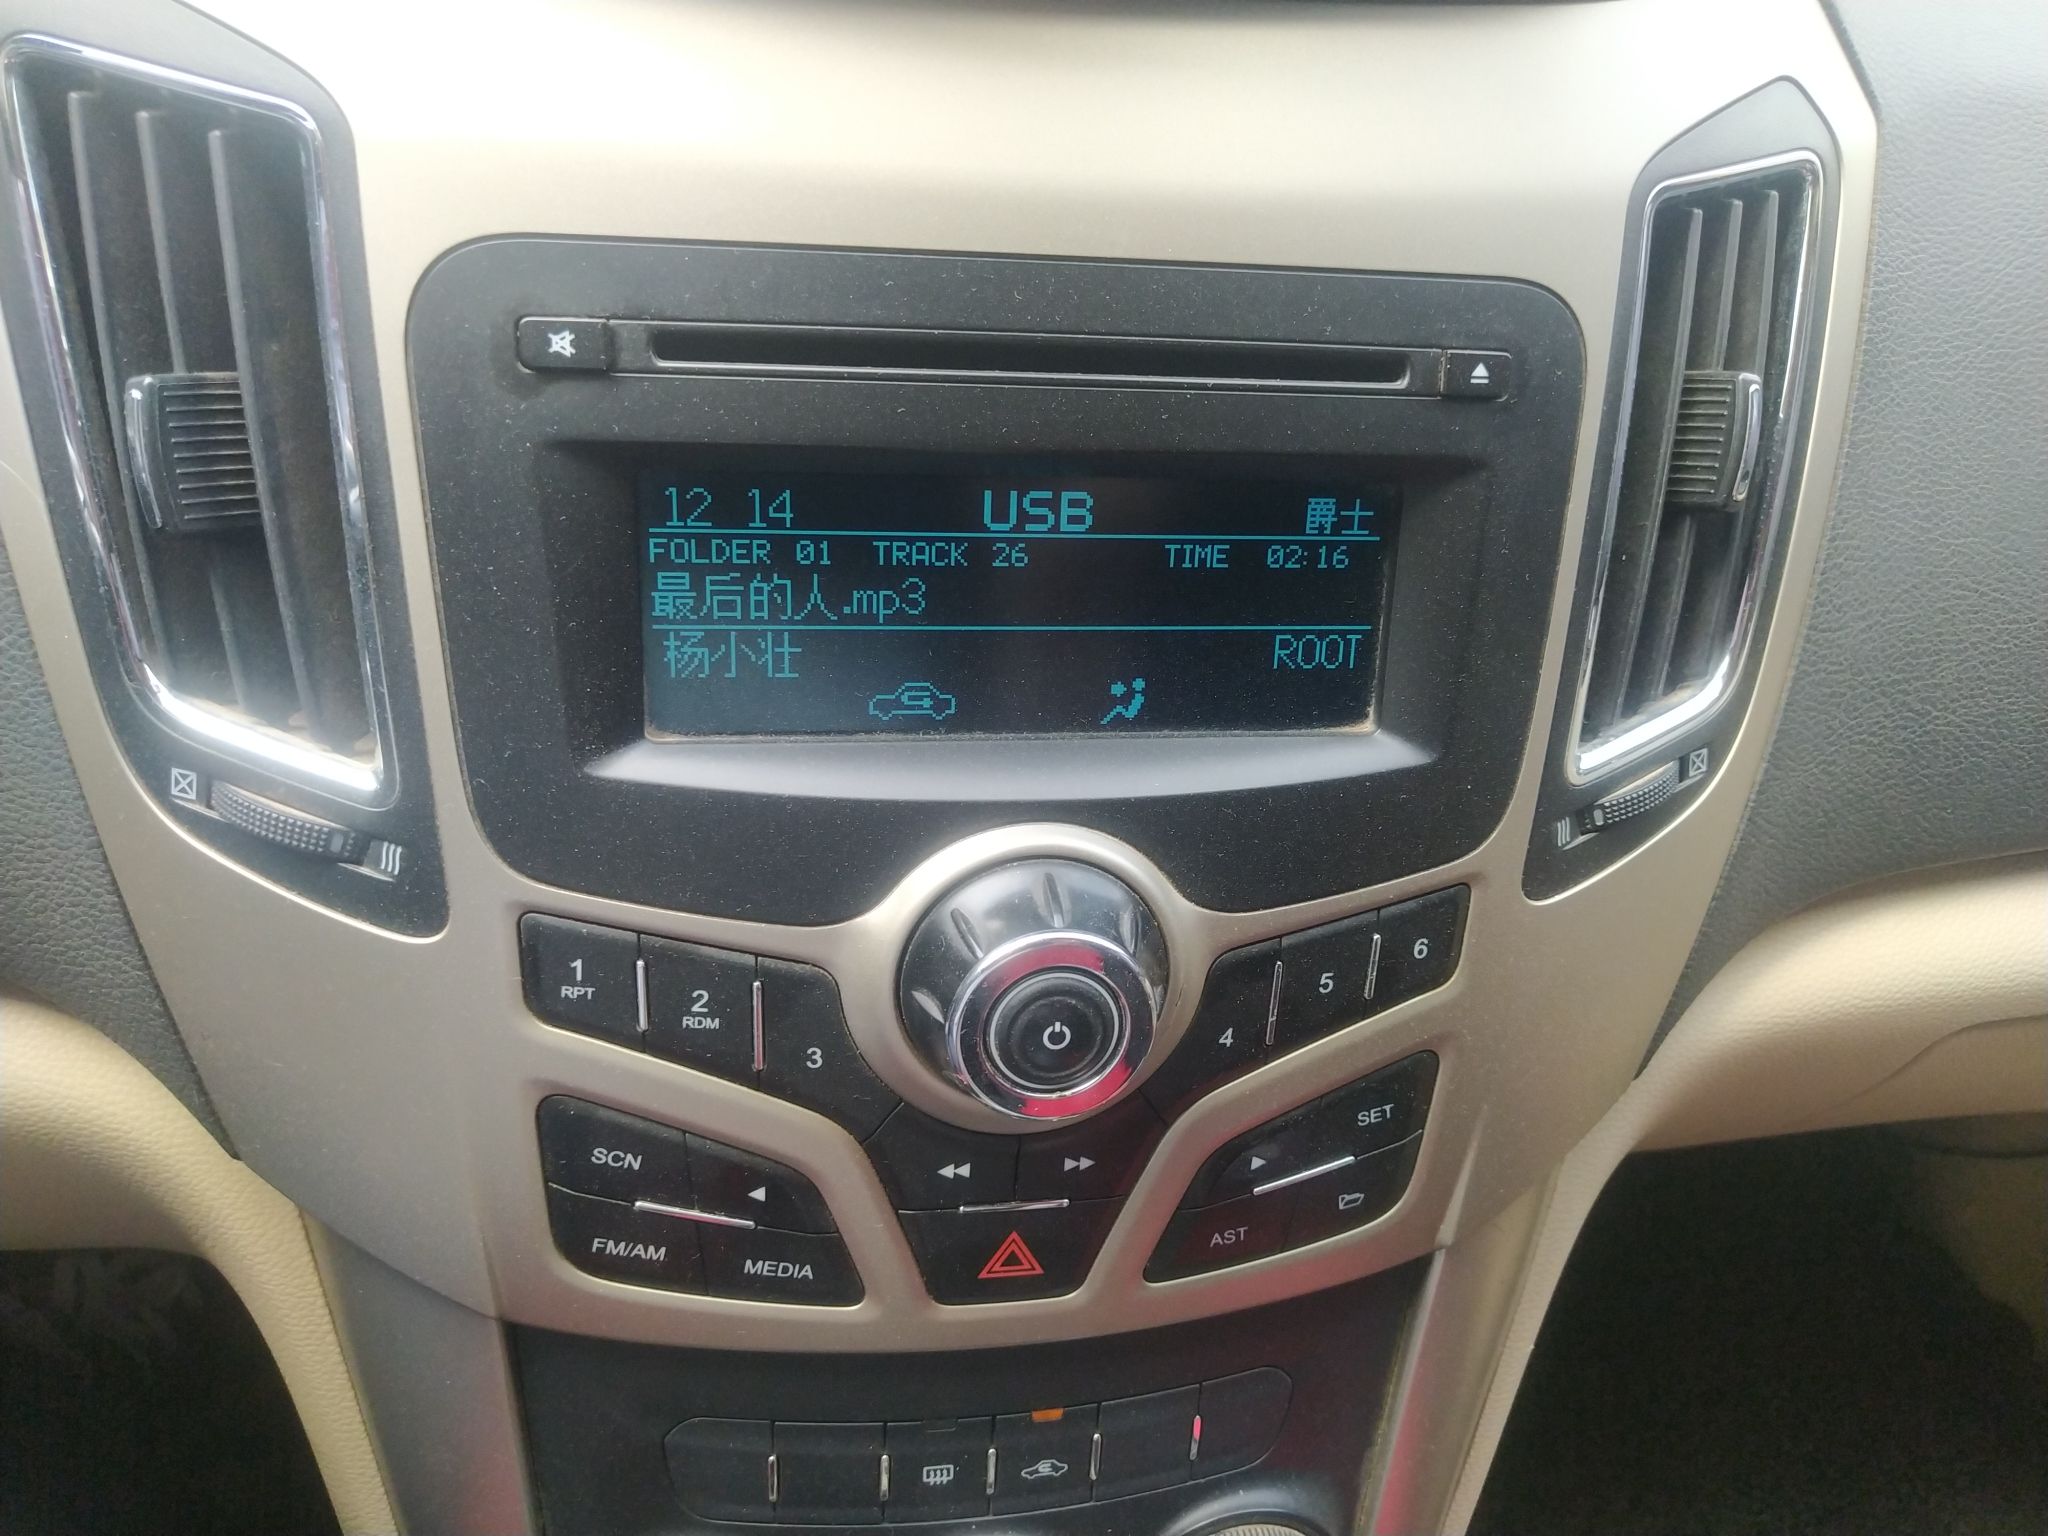 12 14 USB 爵士
FOLDER 01 TRACK 26 TIME 02:16
最后的人.mp3
杨小壮 ROOT
1 RPT
2 RDM
3
4
5
6
SCN
SET
FM/AM
MEDIA
AST